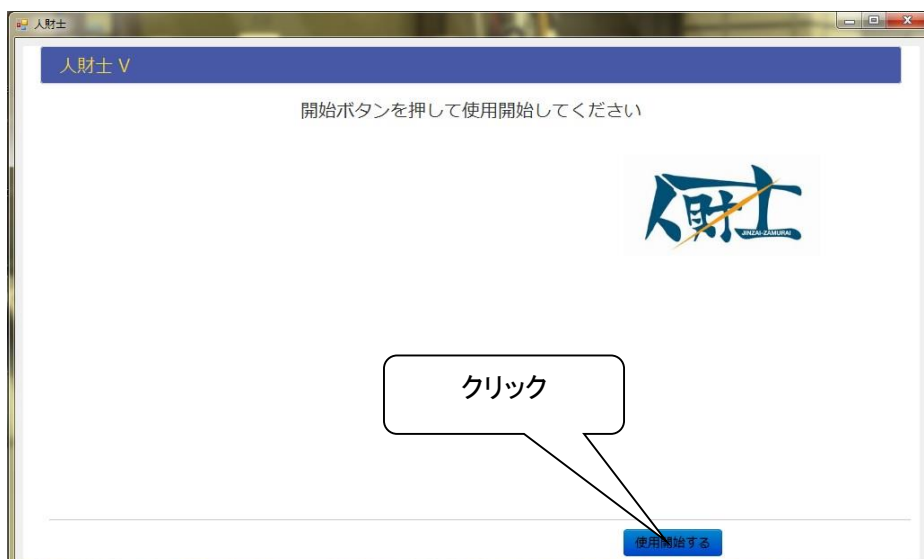 人財士
人財士 V
開始ボタンを押して使用開始してください
人財士
JINZAI-ZAMURAI
クリック
使用開始する